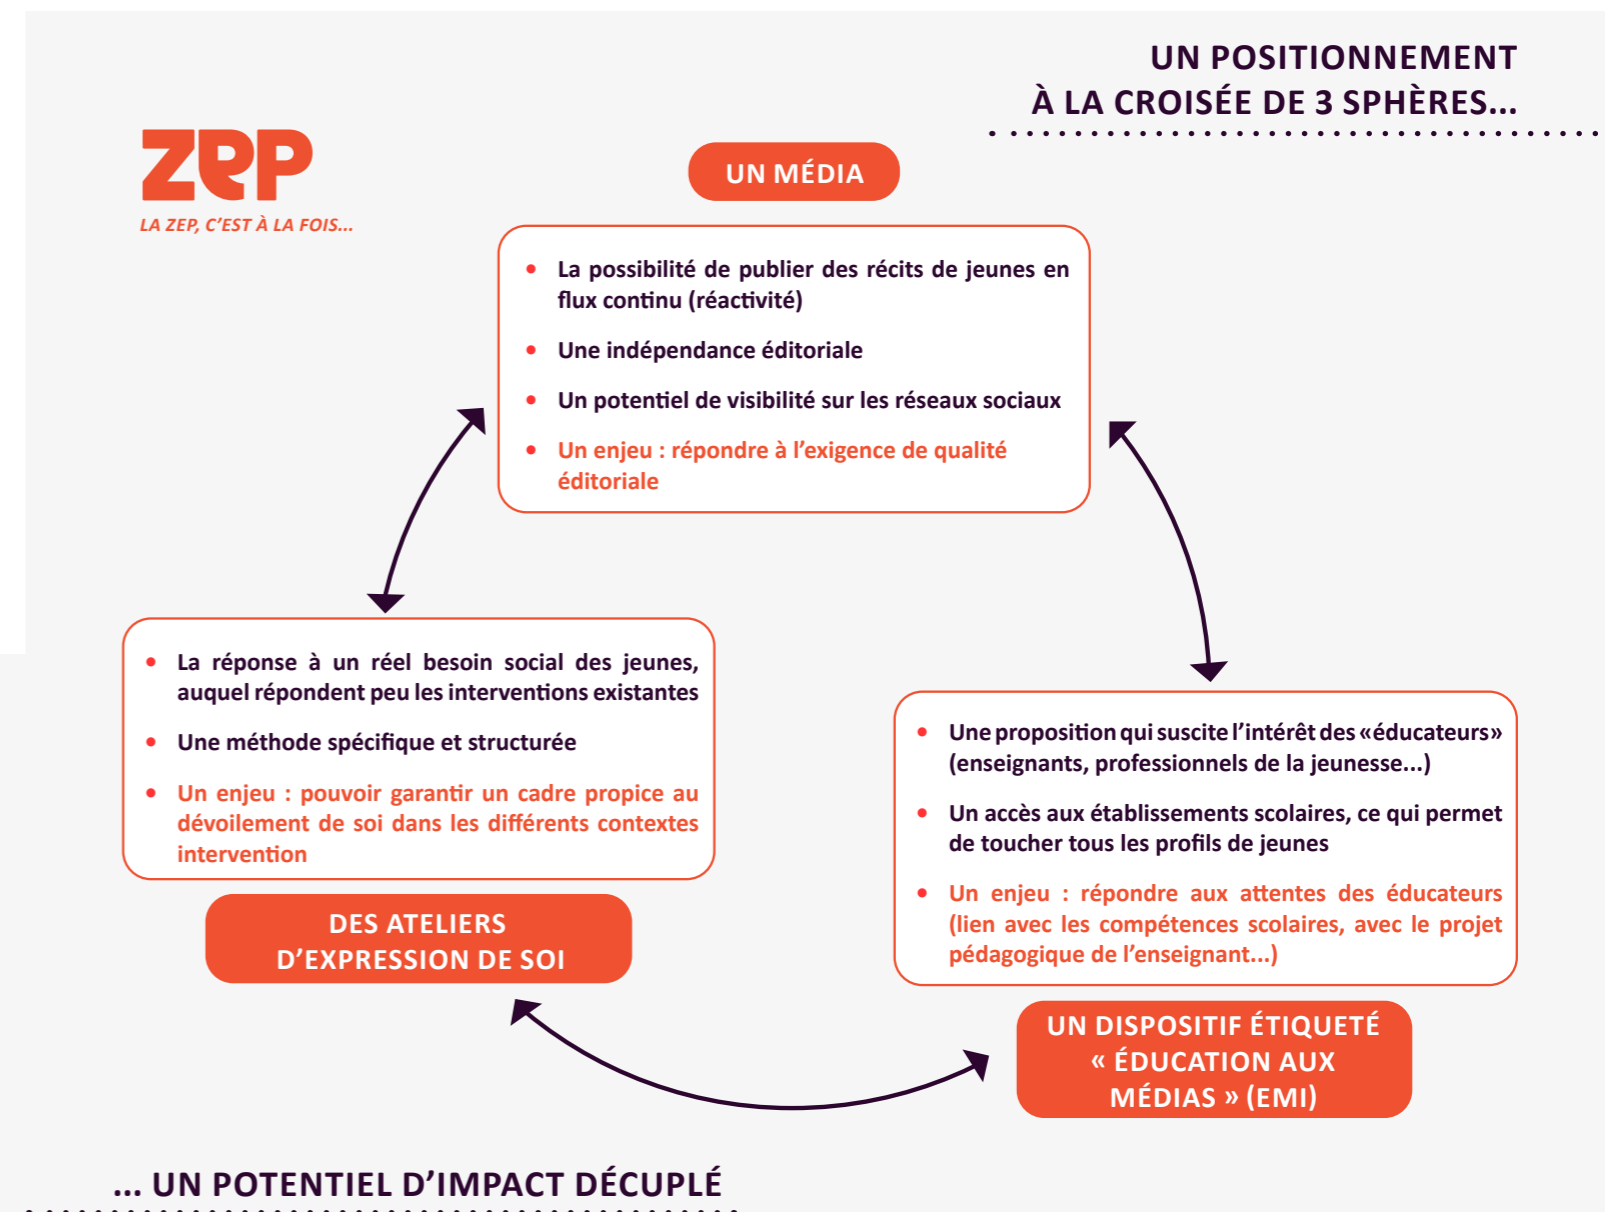 UN POSITIONNEMENT
À LA CROISÉE DE 3 SPHÈRES...
ZEP
LA ZEP, C'EST À LA FOIS...
UN MÉDIA
• La possibilité de publier des récits de jeunes en
flux continu (réactivité)
• Une indépendance éditoriale
• Un potentiel de visibilité sur les réseaux sociaux
• Un enjeu : répondre à l'exigence de qualité
éditoriale
• La réponse à un réel besoin social des jeunes,
auquel répondent peu les interventions existantes
• Une méthode spécifique et structurée
• Un enjeu : pouvoir garantir un cadre propice au
dévoilement de soi dans les différents contextes
intervention
DES ATELIERS
D'EXPRESSION DE SOI
• Une proposition qui suscite l'intérêt des «éducateurs»
(enseignants, professionnels de la jeunesse...)
• Un accès aux établissements scolaires, ce qui permet
de toucher tous les profils de jeunes
• Un enjeu : répondre aux attentes des éducateurs
(lien avec les compétences scolaires, avec le projet
pédagogique de l'enseignant...)
UN DISPOSITIF ÉTIQUETÉ
« ÉDUCATION AUX
MÉDIAS » (EMI)
... UN POTENTIEL D'IMPACT DÉCUPLÉ